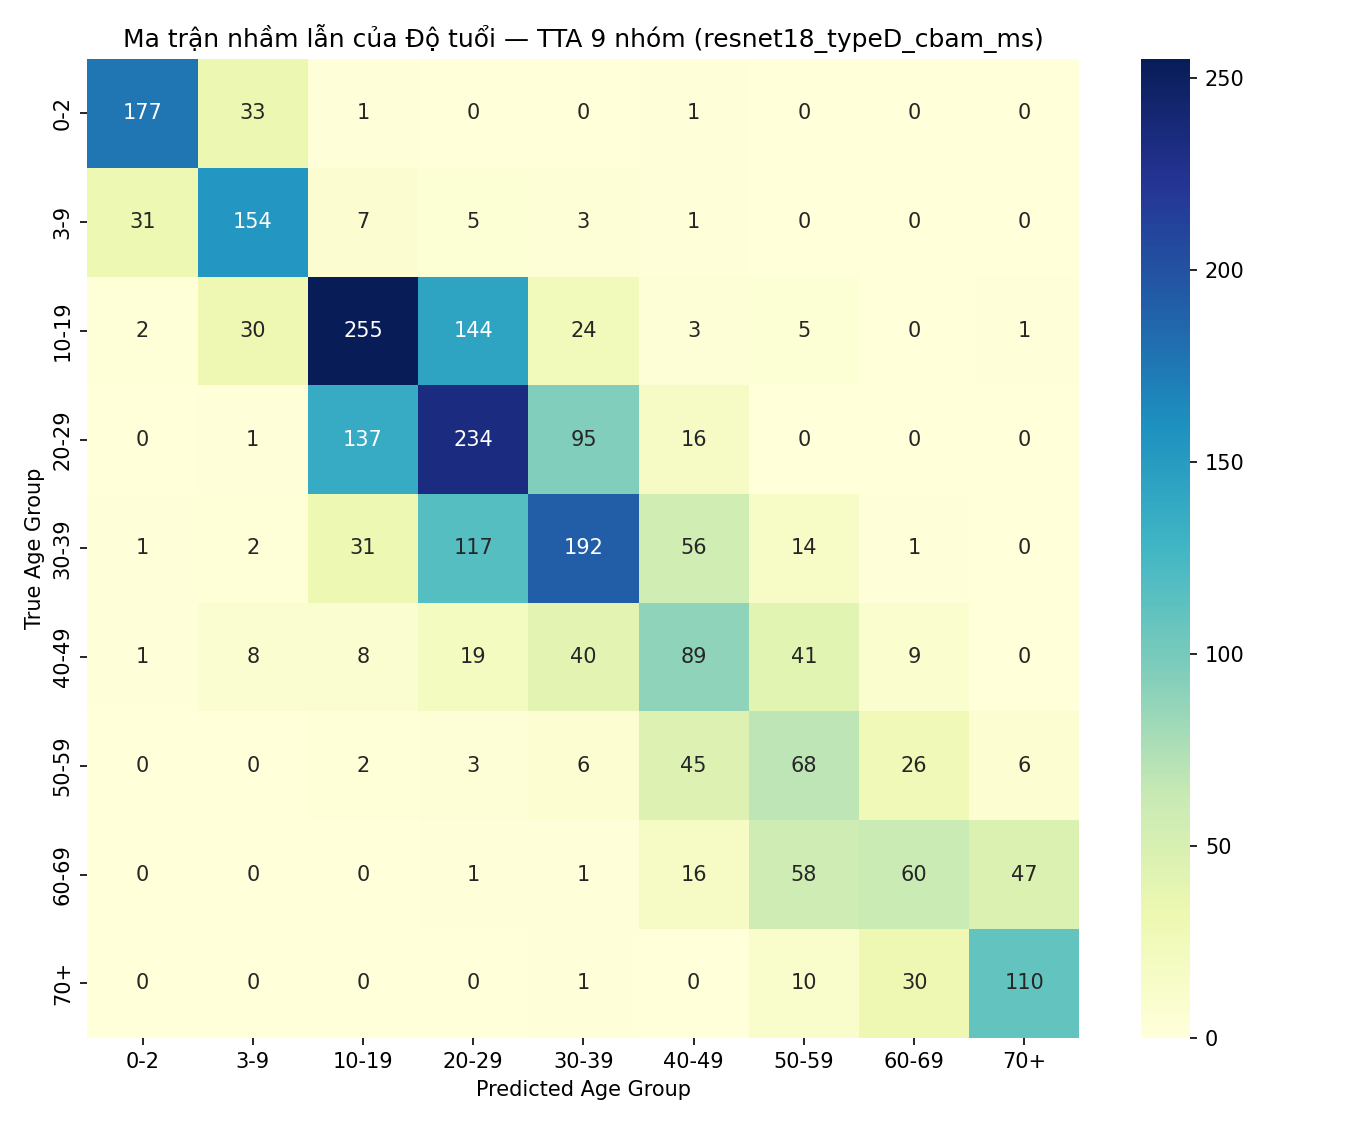 Ma trận nhầm lẫn của Độ tuổi — TTA 9 nhóm (resnet18_typeD_cbam_ms)
True Age Group
0-2 177 33 1 0 0 1 0 0 0
3-9 31 154 7 5 3 1 0 0 0
10-19 2 30 255 144 24 3 5 0 1
20-29 0 1 137 234 95 16 0 0 0
30-39 1 2 31 117 192 56 14 1 0
40-49 1 8 8 19 40 89 41 9 0
50-59 0 0 2 3 6 45 68 26 6
60-69 0 0 0 1 1 16 58 60 47
70+ 0 0 0 0 1 0 10 30 110
0-2 3-9 10-19 20-29 30-39 40-49 50-59 60-69 70+
Predicted Age Group
250
200
150
100
50
0